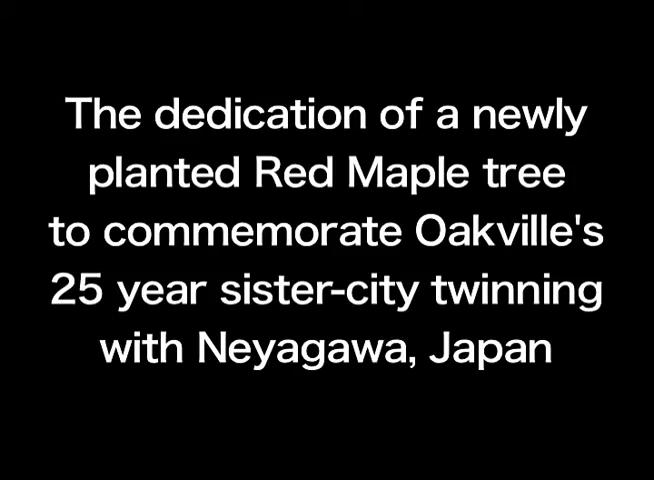 The dedication of a newly
planted Red Maple tree
to commemorate Oakville's
25 year sister-city twinning
with Neyagawa, Japan